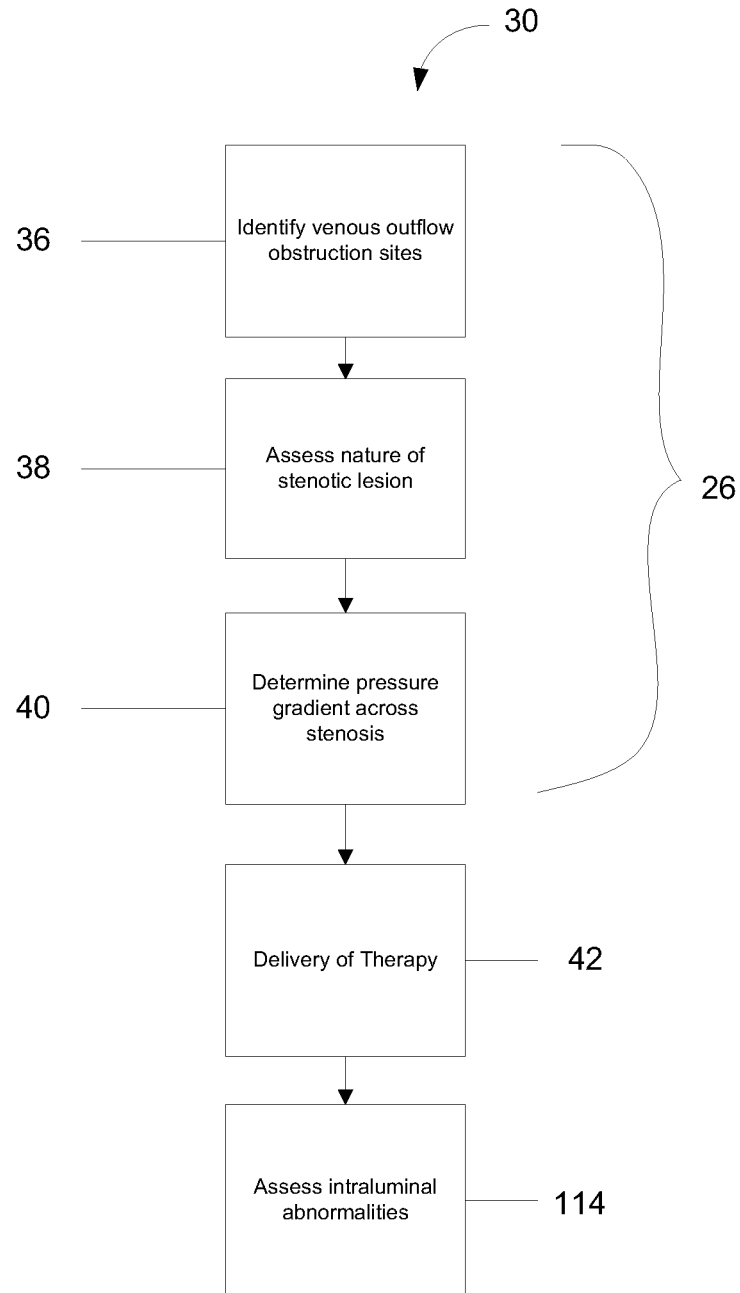 30
36
Identify venous outflow
obstruction sites
38
Assess nature of
stenotic lesion
26
40
Determine pressure
gradient across
stenosis
Delivery of Therapy
42
Assess intraluminal
abnormalities
114